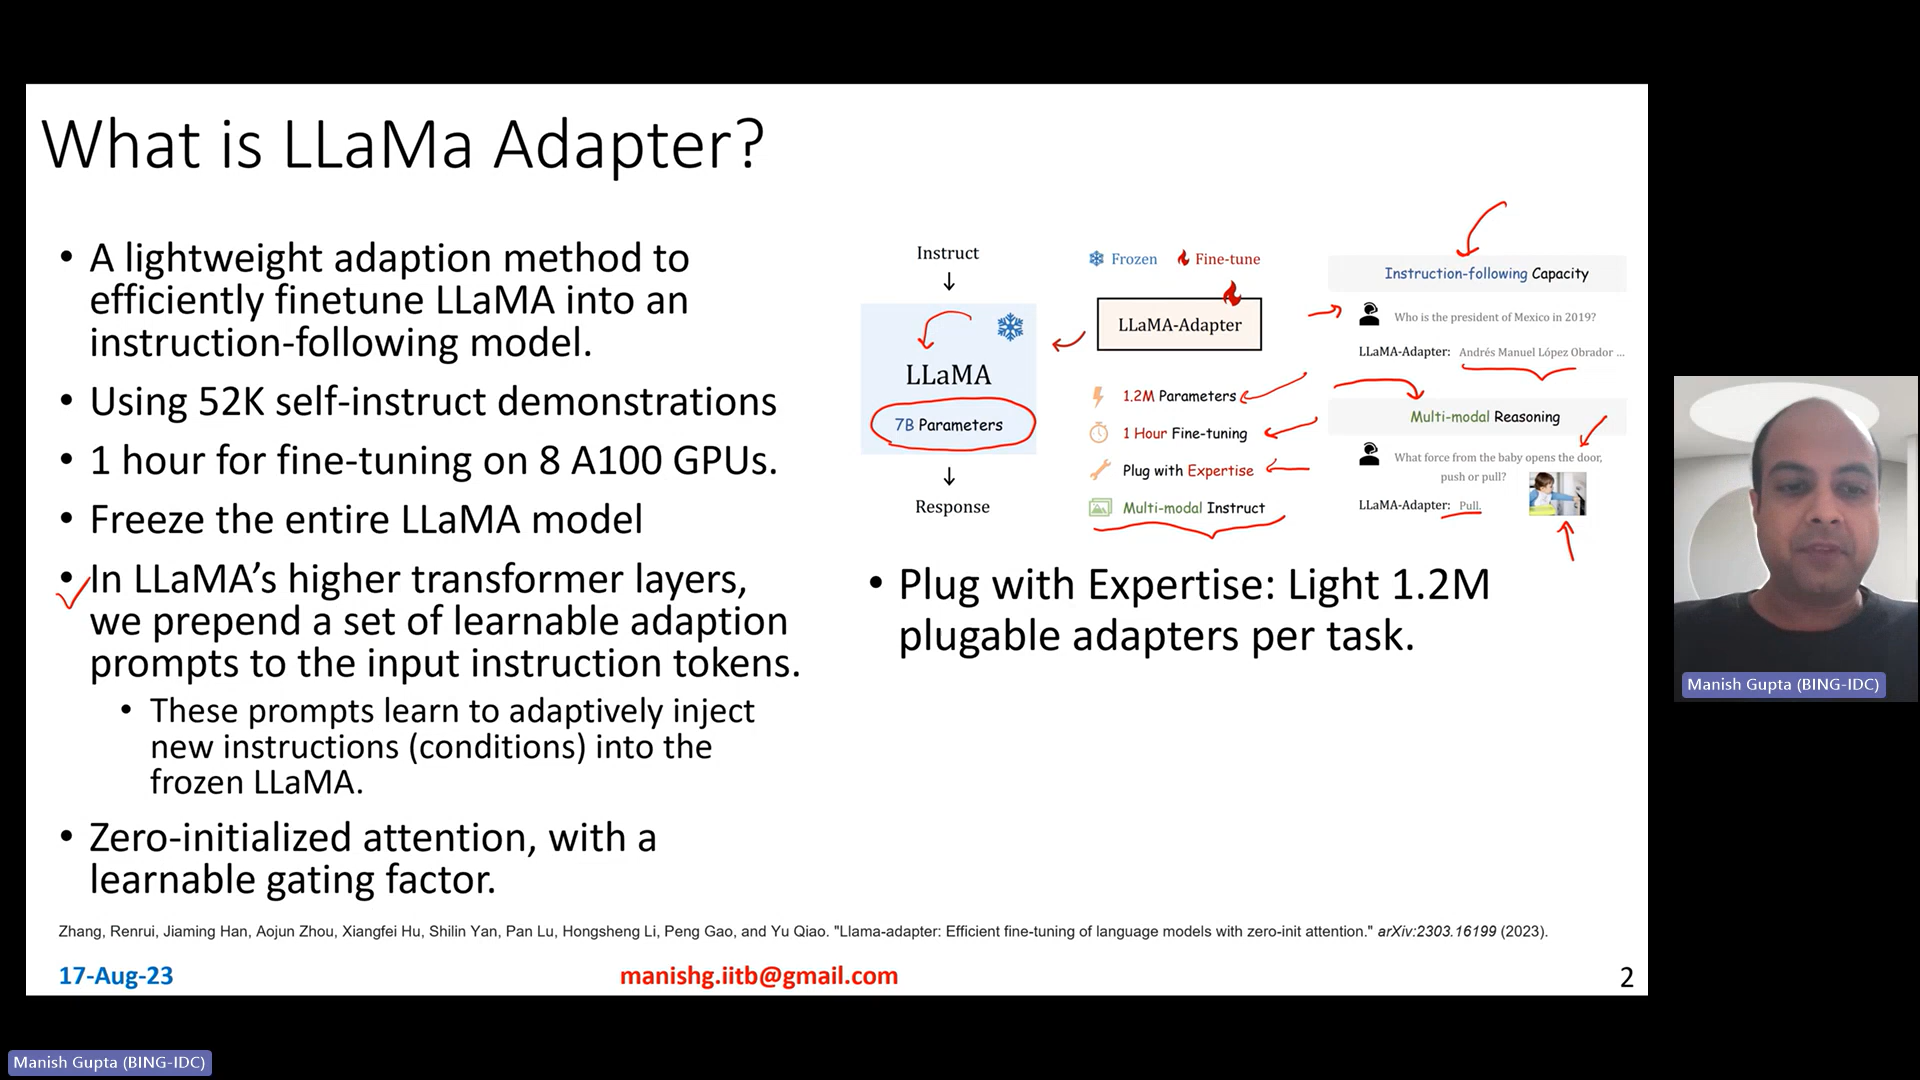 What is LLaMa Adapter?
• A lightweight adaption method to
efficiently finetune LLaMA into an
instruction-following model.
• Using 52K self-instruct demonstrations
• 1 hour for fine-tuning on 8 A100 GPUs.
• Freeze the entire LLaMA model
• In LLaMA’s higher transformer layers,
we prepend a set of learnable adaption
prompts to the input instruction tokens.
• These prompts learn to adaptively inject
new instructions (conditions) into the
frozen LLaMA.
• Zero-initialized attention, with a
learnable gating factor.
Instruct
LLaMA
7B Parameters
Response
Frozen Fine-tune
LLaMA-Adapter
1.2M Parameters
1 Hour Fine-tuning
Plug with Expertise
Multi-modal Instruct
Instruction-following Capacity
Who is the president of Mexico in 2019?
LLaMA-Adapter: Andrés Manuel López Obrador ...
Multi-modal Reasoning
What force from the baby opens the door,
push or pull?
LLaMA-Adapter: Pull.
• Plug with Expertise: Light 1.2M
plugable adapters per task.
Zhang, Renrui, Jiaming Han, Aojun Zhou, Xiangfei Hu, Shilin Yan, Pan Lu, Hongsheng Li, Peng Gao, and Yu Qiao. "Llama-adapter: Efficient fine-tuning of language models with zero-init attention." arXiv:2303.16199 (2023).
17-Aug-23
manishg.iitb@gmail.com
2
Manish Gupta (BING-IDC)
Manish Gupta (BING-IDC)